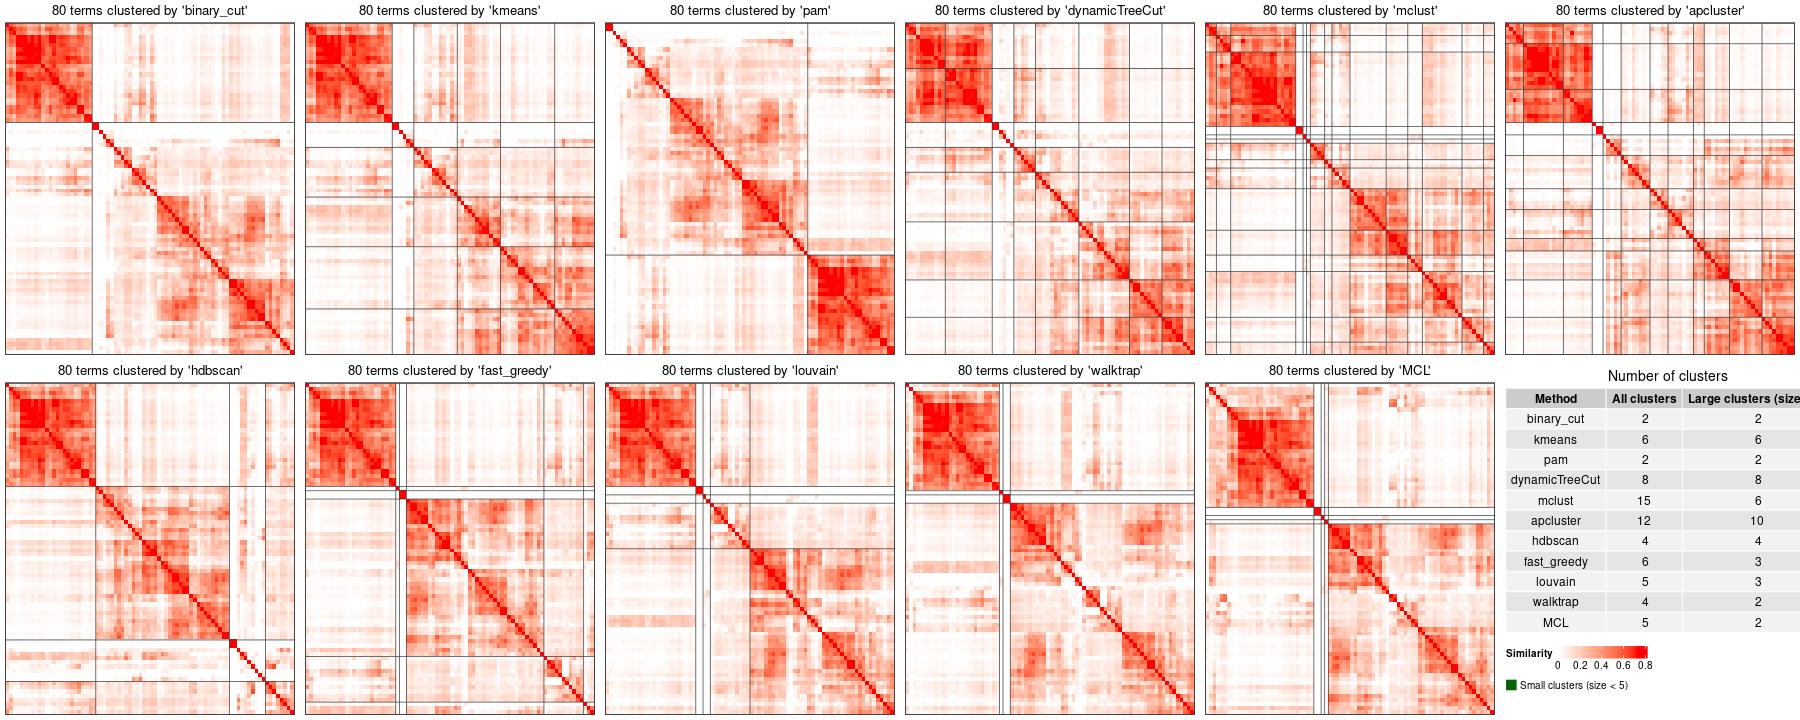 80 terms clustered by 'binary_cut'
80 terms clustered by 'kmeans'
80 terms clustered by 'pam'
80 terms clustered by 'dynamicTreeCut'
80 terms clustered by 'mclust'
80 terms clustered by 'apcluster'
80 terms clustered by 'hdbscan'
80 terms clustered by 'fast_greedy'
80 terms clustered by 'louvain'
80 terms clustered by 'walktrap'
80 terms clustered by 'MCL'
Number of clusters
Method All clusters Large clusters (size
binary_cut 2 2
kmeans 6 6
pam 2 2
dynamicTreeCut 8 8
mclust 15 6
apcluster 12 10
hdbscan 4 4
fast_greedy 6 3
louvain 5 3
walktrap 4 2
MCL 5 2
Similarity
0 0.2 0.4 0.6 0.8
Small clusters (size < 5)